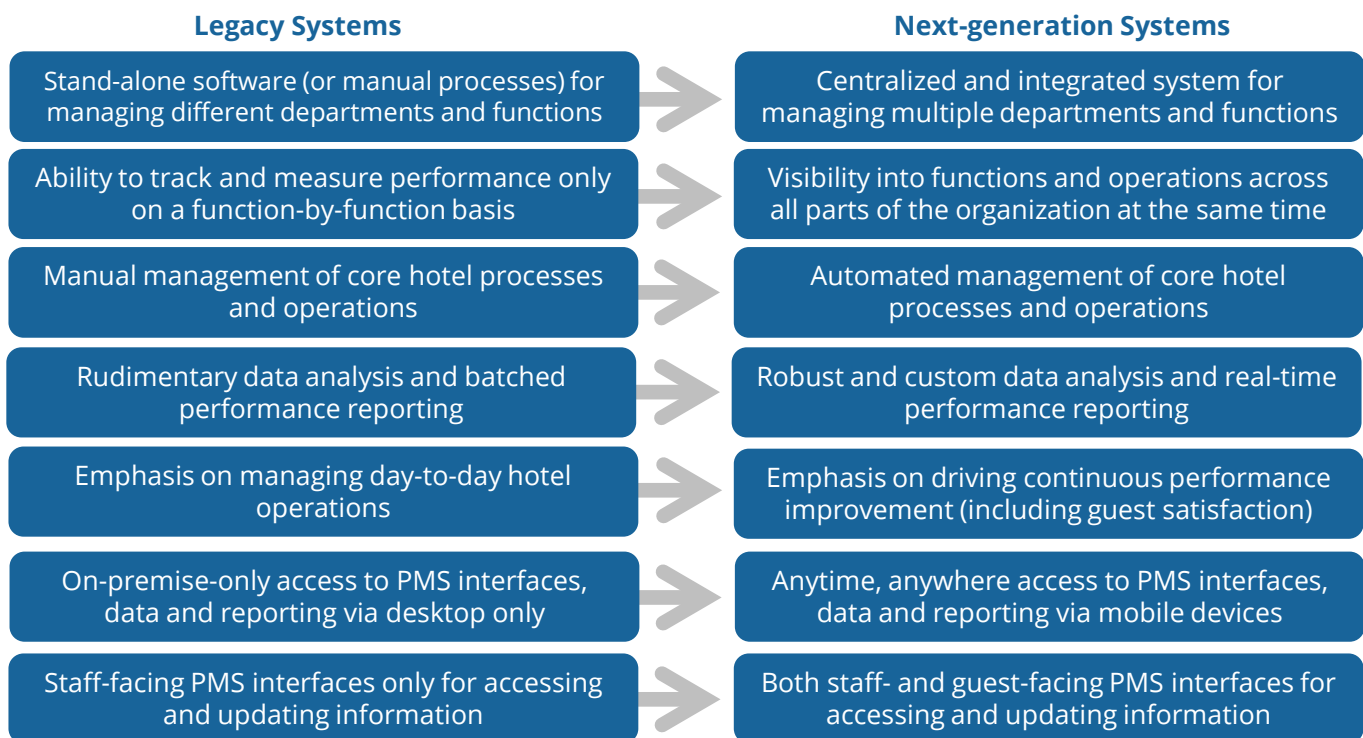 Legacy Systems
Next-generation Systems
Stand-alone software (or manual processes) for
managing different departments and functions
Centralized and integrated system for
managing multiple departments and functions
Ability to track and measure performance only
on a function-by-function basis
Visibility into functions and operations across
all parts of the organization at the same time
Manual management of core hotel processes
and operations
Automated management of core hotel
processes and operations
Rudimentary data analysis and batched
performance reporting
Robust and custom data analysis and real-time
performance reporting
Emphasis on managing day-to-day hotel
operations
Emphasis on driving continuous performance
improvement (including guest satisfaction)
On-premise-only access to PMS interfaces,
data and reporting via desktop only
Anytime, anywhere access to PMS interfaces,
data and reporting via mobile devices
Staff-facing PMS interfaces only for accessing
and updating information
Both staff- and guest-facing PMS interfaces for
accessing and updating information